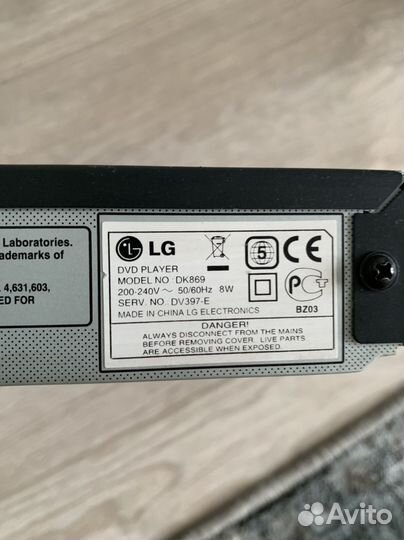 Laboratories.
ademarks of
. 4,631,603,
ED FOR
LG
5
CE
DVD PLAYER
MODEL NO. DK869
200-240V ~ 50/60Hz 8W
SERV. NO. DV397-E
MADE IN CHINA LG ELECTRONICS
BZ03
DANGER!
ALWAYS DISCONNECT FROM THE MAINS
BEFORE REMOVING COVER. LIVE PARTS
ARE ACCESSIBLE WHEN EXPOSED.
Avito